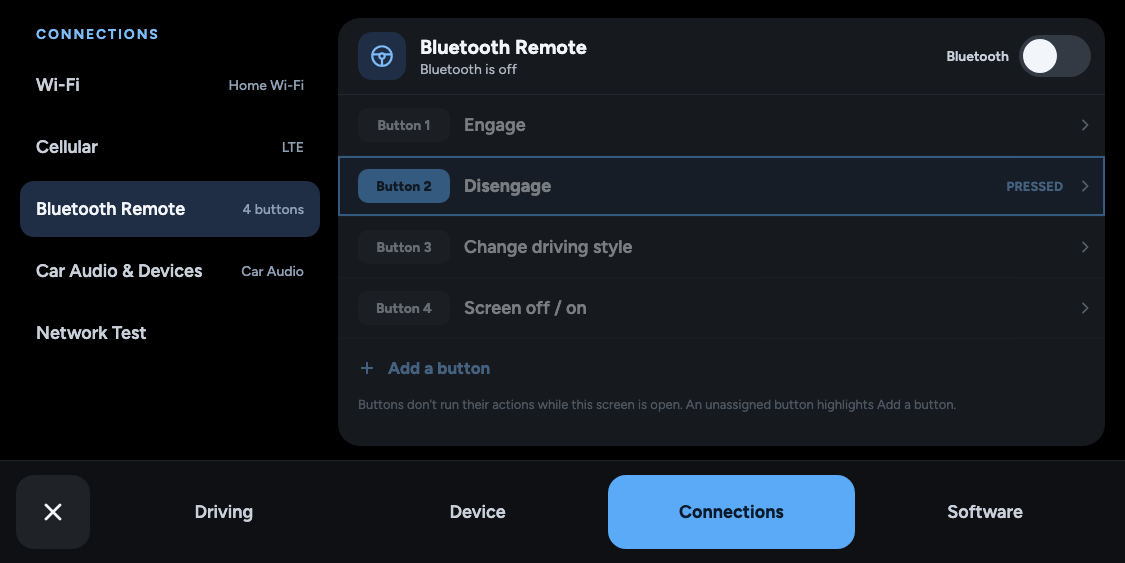 CONNECTIONS
Wi-Fi Home Wi-Fi
Cellular LTE
Bluetooth Remote 4 buttons
Car Audio & Devices Car Audio
Network Test
Bluetooth Remote
Bluetooth is off
Bluetooth
Button 1 Engage
Button 2 Disengage PRESSED
Button 3 Change driving style
Button 4 Screen off / on
Add a button
Buttons don't run their actions while this screen is open. An unassigned button highlights Add a button.
Driving Device Connections Software